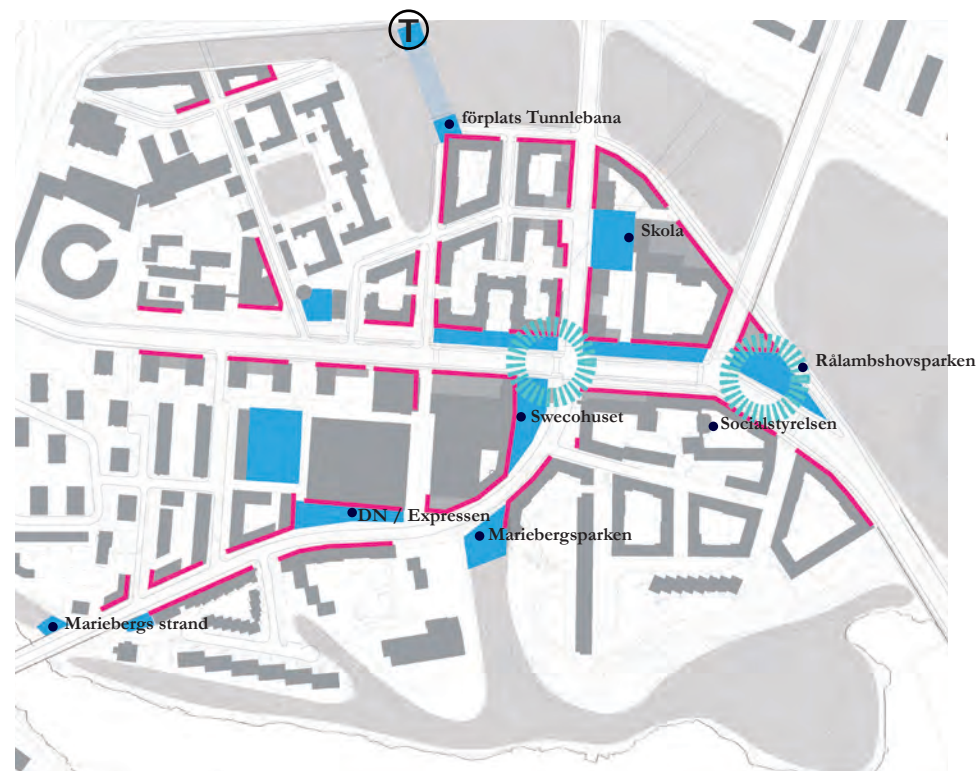 T
förplats Tunnlebana
Skola
Rålambshovsparken
Swecohuset
Socialstyrelsen
DN / Expressen
Mariebergsparken
Mariebergs strand